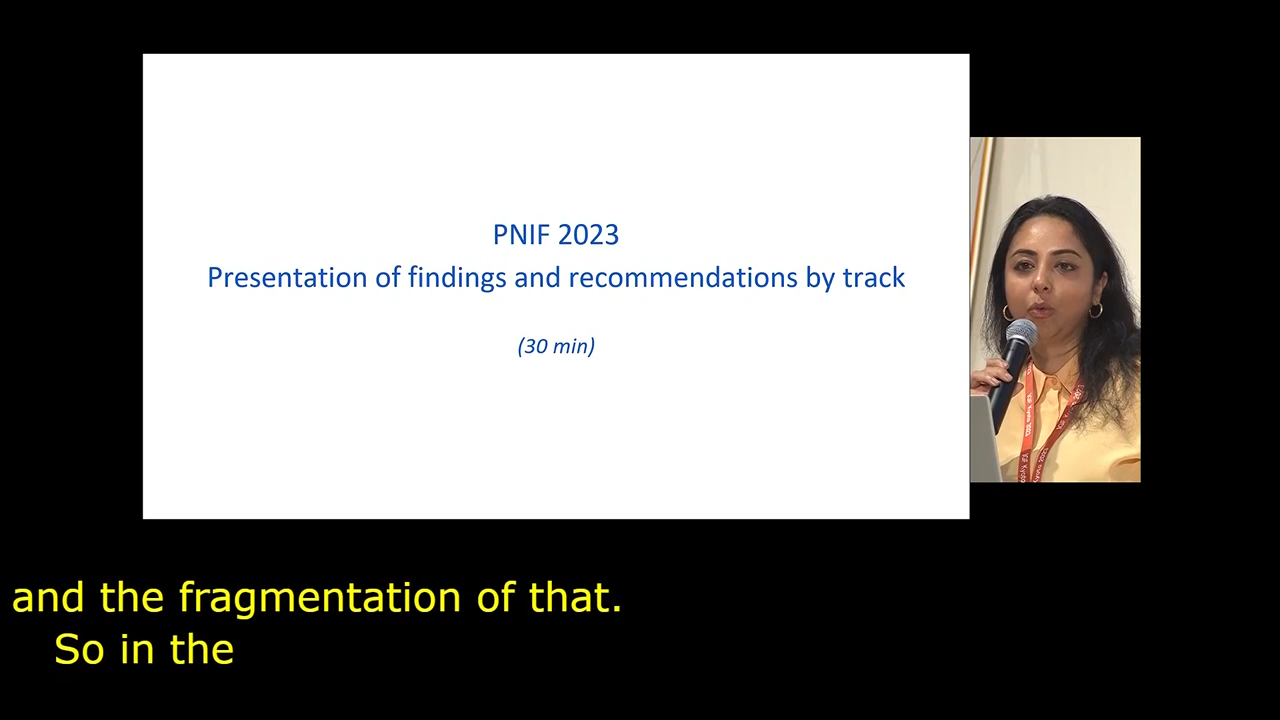 PNIF 2023
Presentation of findings and recommendations by track
(30 min)
and the fragmentation of that.
So in the